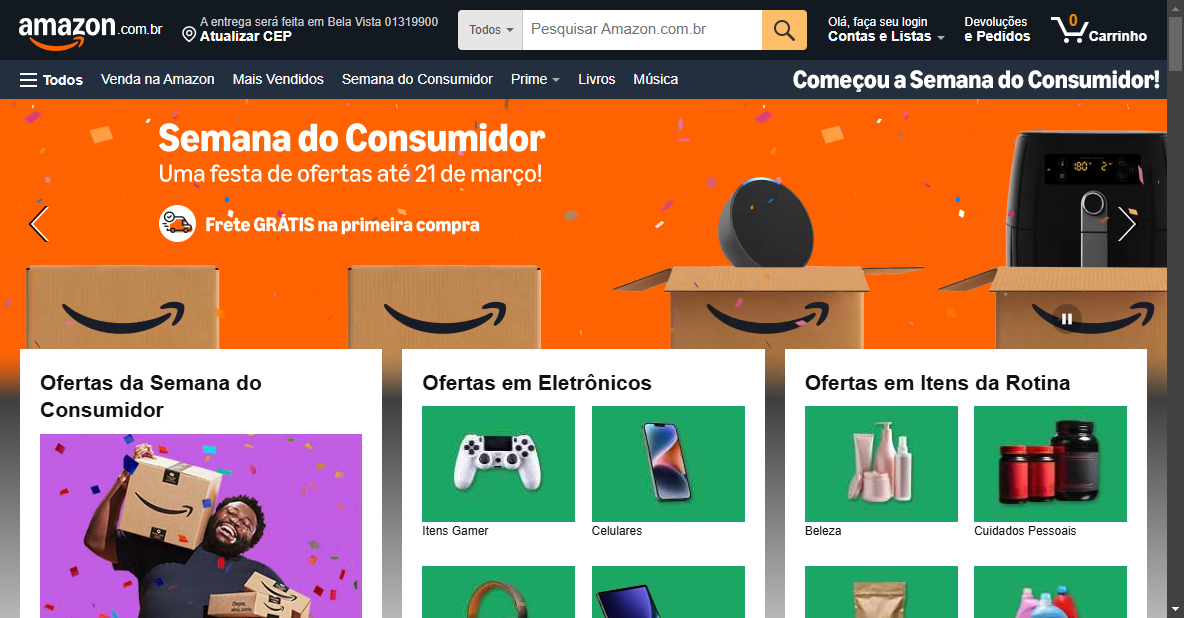 amazon.com.br
A entrega será feita em Bela Vista 01319900
Atualizar CEP
Todos
Pesquisar Amazon.com.br
Olá, faça seu login
Contas e Listas
Devoluções
e Pedidos
0
Carrinho
Todos
Venda na Amazon
Mais Vendidos
Semana do Consumidor
Prime
Livros
Música
Começou a Semana do Consumidor!
Semana do Consumidor
Uma festa de ofertas até 21 de março!
Frete GRÁTIS na primeira compra
Ofertas da Semana do
Consumidor
Ofertas em Eletrônicos
Itens Gamer
Celulares
Ofertas em Itens da Rotina
Beleza
Cuidados Pessoais